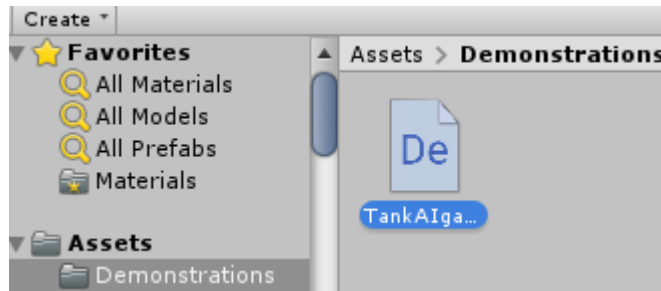 Create
Favorites
All Materials
All Models
All Prefabs
Materials
Assets
Demonstrations
Assets > Demonstrations
De
TankAIga...